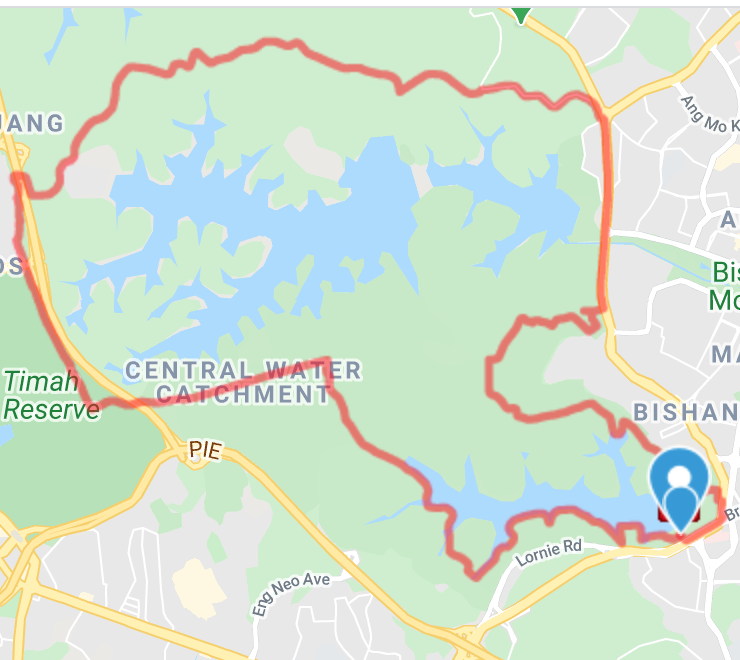 Ang Mo K
JANG
A
OS
Bis
Mo
CENTRAL WATER
CATCHMENT
Timah
Reserve
MA
BISHAN
PIE
Br
Lornie Rd
Eng Neo Ave